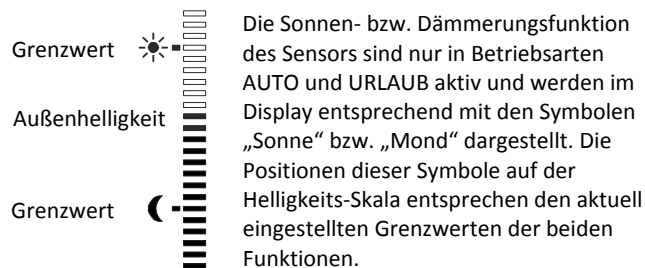 Grenzwert
Außenhelligkeit
Grenzwert
Die Sonnen- bzw. Dämmerungsfunktion
des Sensors sind nur in Betriebsarten
AUTO und URLAUB aktiv und werden im
Display entsprechend mit den Symbolen
„Sonne“ bzw. „Mond“ dargestellt. Die
Positionen dieser Symbole auf der
Helligkeits-Skala entsprechen den aktuell
eingestellten Grenzwerten der beiden
Funktionen.